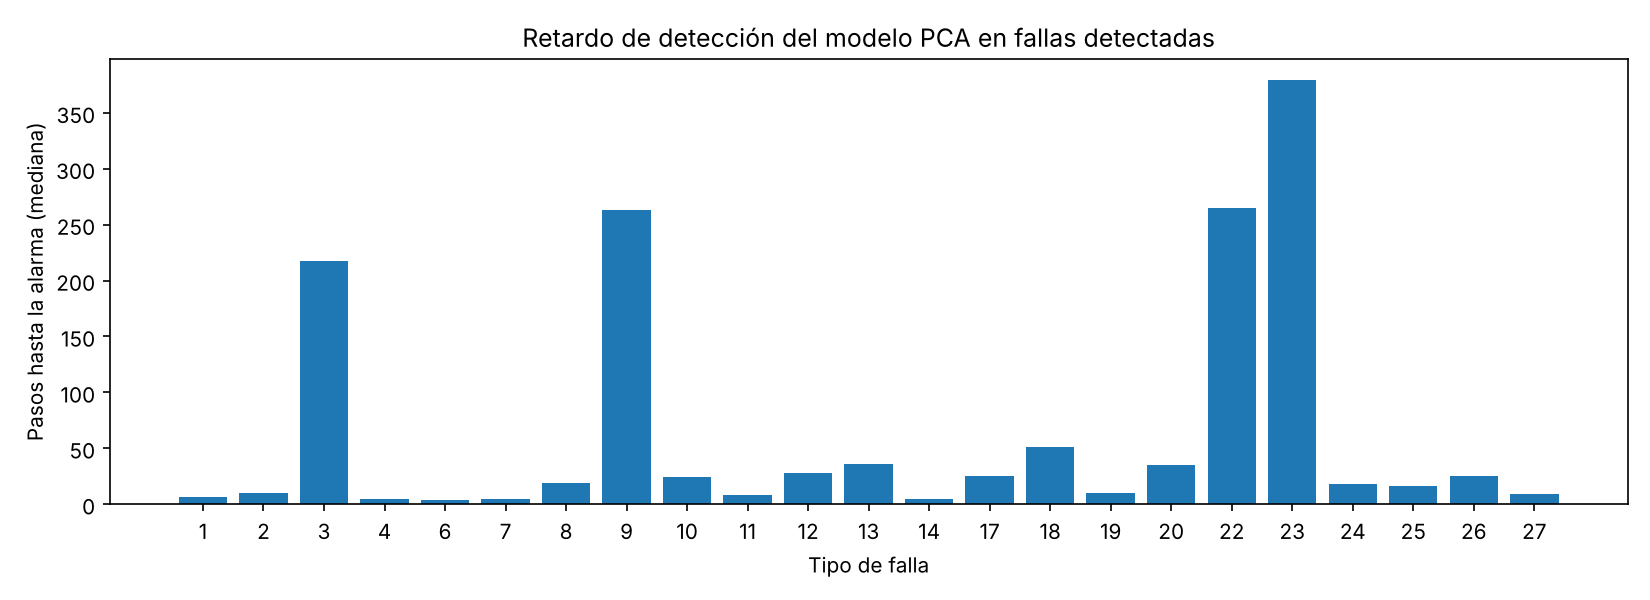 Retardo de detección del modelo PCA en fallas detectadas
Pasos hasta la alarma (mediana)
350
300
250
200
150
100
50
0
1 2 3 4 6 7 8 9 10 11 12 13 14 17 18 19 20 22 23 24 25 26 27
Tipo de falla